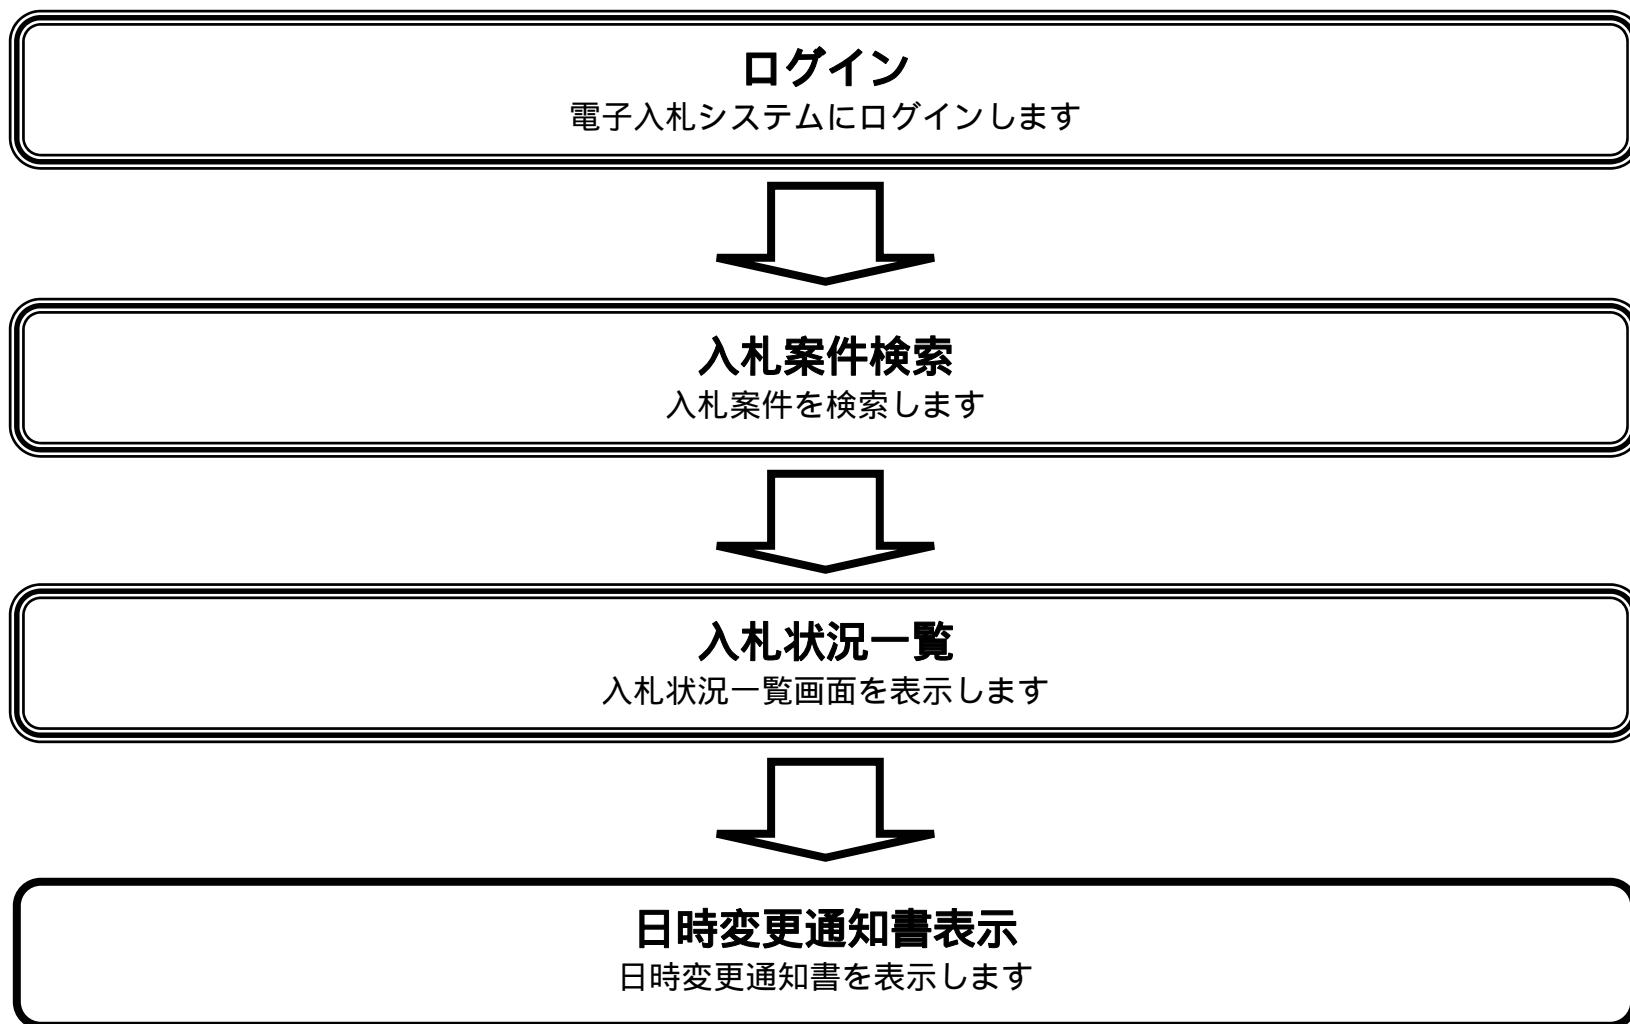 ログイン
電子入札システムにログインします
入札案件検索
入札案件を検索します
入札状況一覧
入札状況一覧画面を表示します
日時変更通知書表示
日時変更通知書を表示します